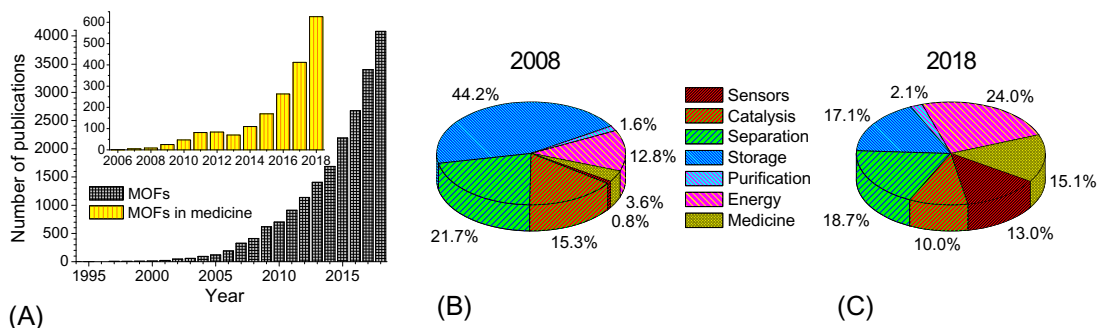 Number of publications
4000
3500
3000
2500
2000
1500
1000
500
0
600
500
400
300
200
100
0
2006 2008 2010 2012 2014 2016 2018
MOFs
MOFs in medicine
1995 2000 2005 2010 2015
Year
(A)
2008
44.2%
1.6%
12.8%
3.6%
0.8%
15.3%
21.7%
(B)
Sensors
Catalysis
Separation
Storage
Purification
Energy
Medicine
2018
2.1%
24.0%
17.1%
15.1%
18.7%
13.0%
10.0%
(C)